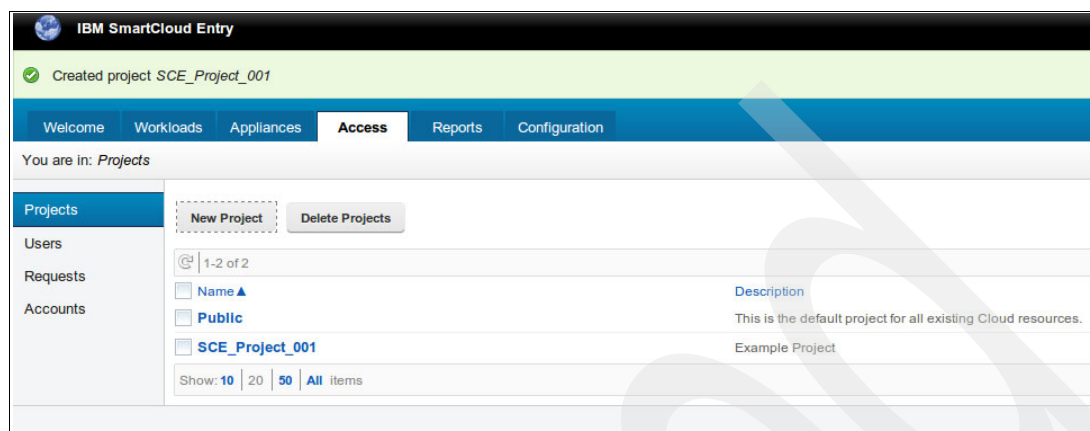 IBM SmartCloud Entry
Created project SCE_Project_001
Welcome Workloads Appliances Access Reports Configuration
You are in: Projects
Projects
Users
Requests
Accounts
New Project Delete Projects
1-2 of 2
Name▲ Description
Public This is the default project for all existing Cloud resources.
SCE_Project_001 Example Project
Show: 10 | 20 | 50 | All items